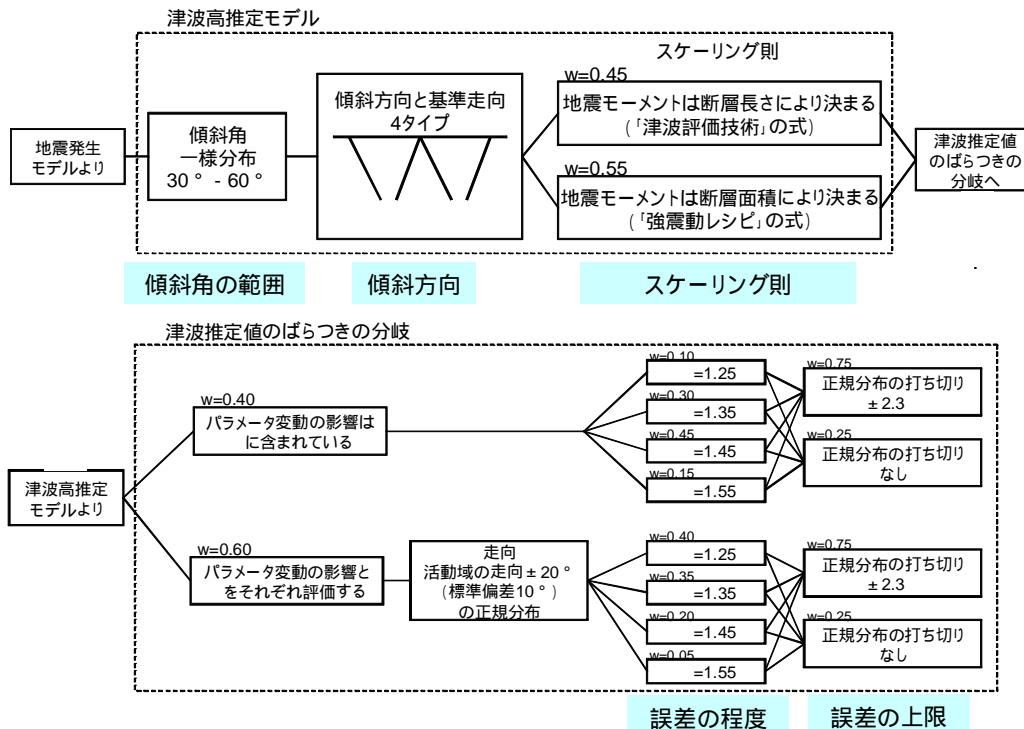 津波高推定モデル
スケーリング則
地震発生
モデルより
傾斜角
一様分布
30° - 60°
傾斜方向と基準走向
4タイプ
w=0.45
地震モーメントは断層長さにより決まる
(「津波評価技術」の式)
w=0.55
地震モーメントは断層面積により決まる
(「強震動レシピ」の式)
津波推定値
のばらつきの
分岐へ
傾斜角の範囲
傾斜方向
スケーリング則
津波推定値のばらつきの分岐
津波高推定
モデルより
w=0.40
パラメータ変動の影響は
に含まれている
w=0.10
=1.25
w=0.30
=1.35
w=0.45
=1.45
w=0.15
=1.55
w=0.75
正規分布の打ち切り
±2.3
w=0.25
正規分布の打ち切り
なし
w=0.60
パラメータ変動の影響と
をそれぞれ評価する
走向
活動域の走向±20°
(標準偏差10°)
の正規分布
w=0.40
=1.25
w=0.35
=1.35
w=0.20
=1.45
w=0.05
=1.55
w=0.75
正規分布の打ち切り
±2.3
w=0.25
正規分布の打ち切り
なし
誤差の程度
誤差の上限